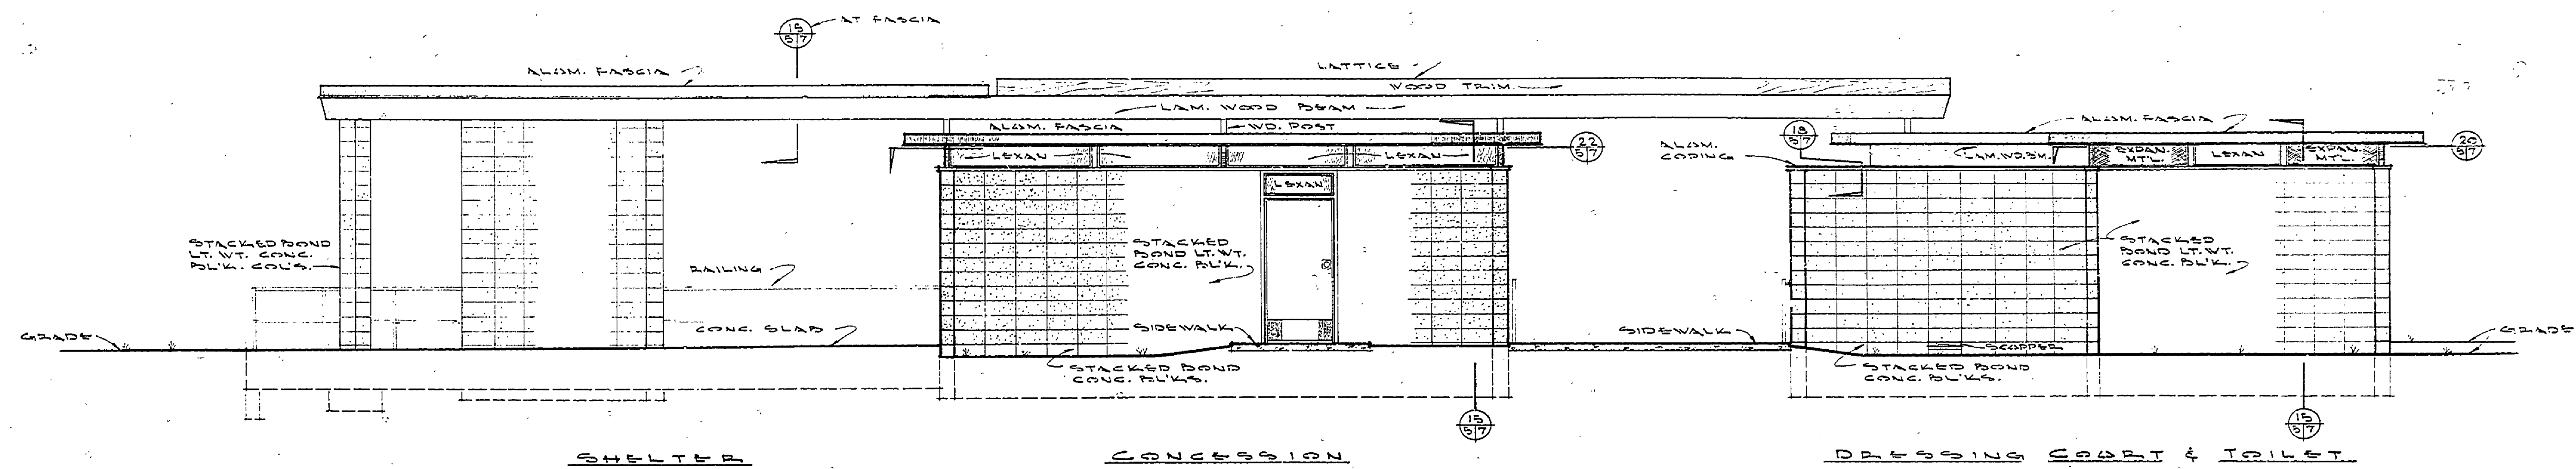 15
5 7
AT FASCIA
ALUM. FASCIA
LATTICE
WOOD TRIM
LAM. WOOD BEAM
ALUM. FASCIA
WD. POST
LEXAN
LEXAN
22
5 7
LEXAN
STACKED BOND
LT. WT. CONC.
BL'K. COL'S.
RAILING
CONC. SLAB
GRADE
STACKED
BOND LT. WT.
CONC. BL'K.
SIDEWALK
STACKED BOND
CONC. BL'KS.
15
5 7
SIDEWALK
ALUM.
COPING
18
5 7
ALUM. FASCIA
LAM. WD. BM.
EXPAN.
MT'L.
LEXAN
EXPAN.
MT'L.
20
5 7
STACKED
BOND LT. WT.
CONC. BL'K.
SCUPPER
STACKED BOND
CONC. BL'KS.
GRADE
15
5 7
SHELTER
CONCESSION
DRESSING COURT & TOILET